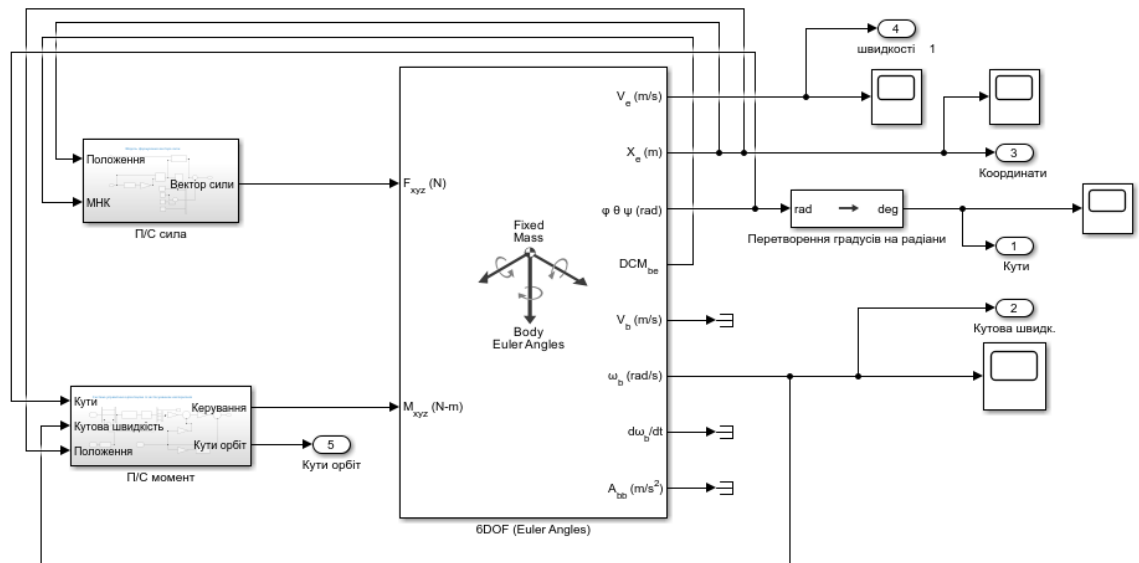 4
швидкості 1
V_e (m/s)
X_e (m)
3
Координати
Положення
Вектор сили
МНК
П/С сила
F_xyz (N)
φ θ ψ (rad)
rad
deg
Перетворення градусів на радіани
1
Кути
Fixed
Mass
DCM_be
Body
Euler Angles
V_b (m/s)
2
Кутова швидк.
ω_b (rad/s)
Кути
Керування
Кутова швидкість
Положення
Кути орбіт
П/С момент
5
Кути орбіт
M_xyz (N-m)
dω_b/dt
A_bb (m/s²)
6DOF (Euler Angles)